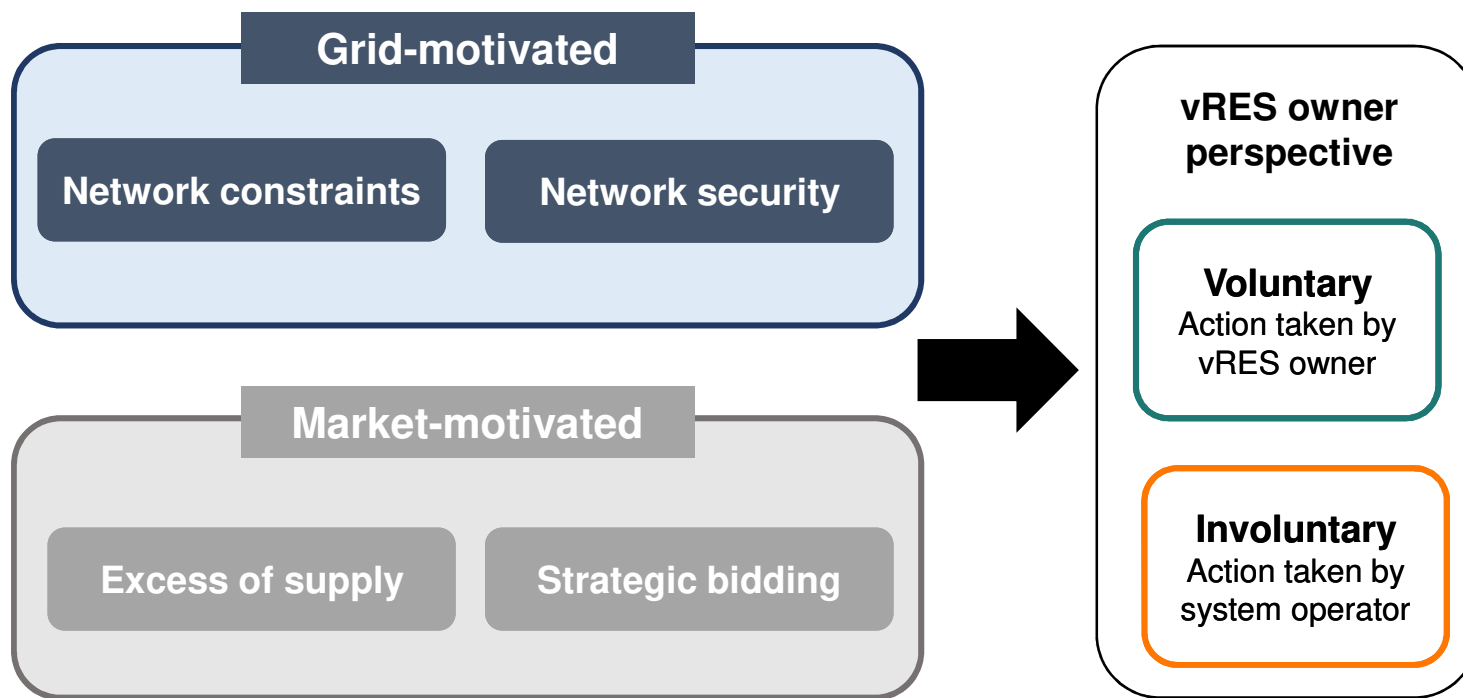 Grid-motivated
Network constraints
Network security
Market-motivated
Excess of supply
Strategic bidding
vRES owner
perspective
Voluntary
Action taken by
vRES owner
Involuntary
Action taken by
system operator